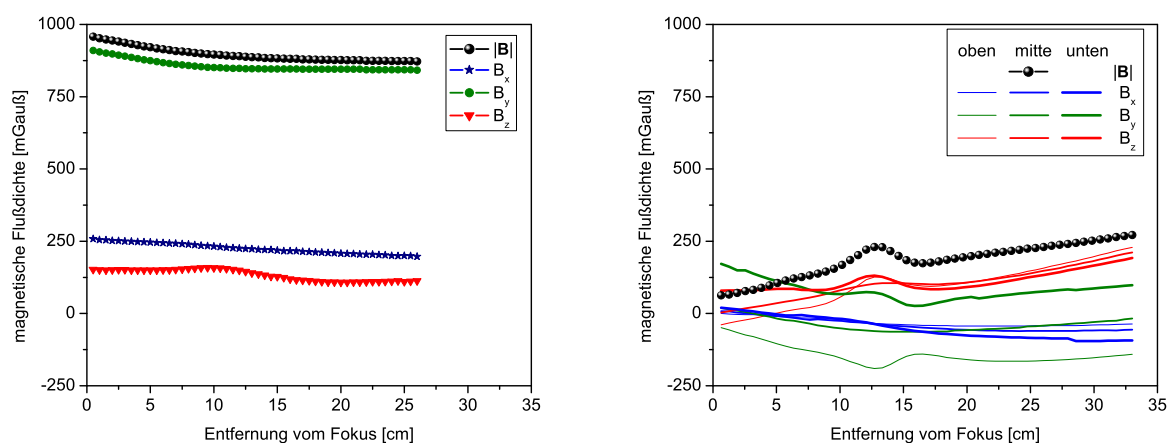 1000
750
500
250
0
-250
0 5 10 15 20 25 30 35
magnetische Flußdichte [mGauß]
Entfernung vom Fokus [cm]
|B|
Bx
By
Bz
1000
750
500
250
0
-250
0 5 10 15 20 25 30 35
magnetische Flußdichte [mGauß]
Entfernung vom Fokus [cm]
oben mitte unten
|B|
Bx
By
Bz